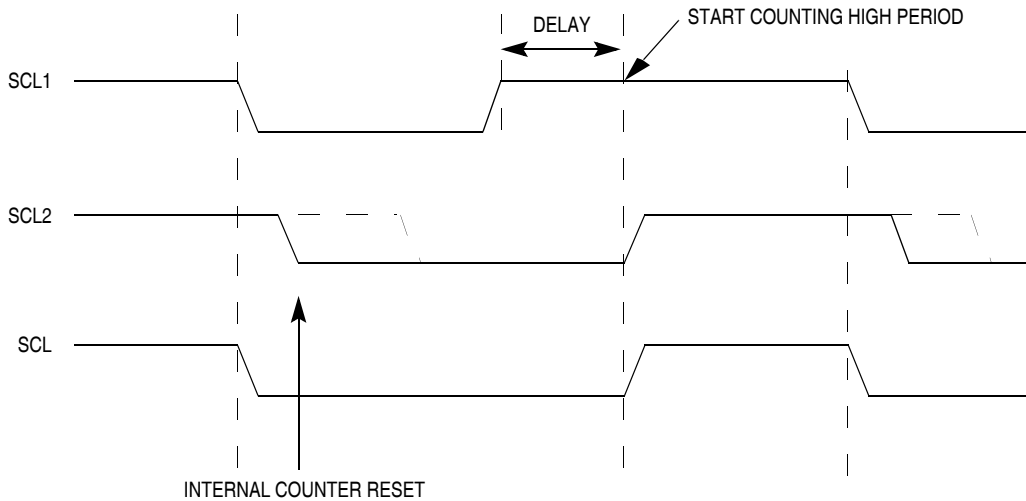 START COUNTING HIGH PERIOD
DELAY
SCL1
SCL2
SCL
INTERNAL COUNTER RESET